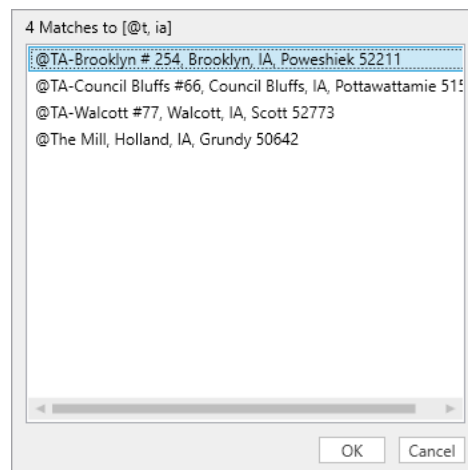 4 Matches to [@t, ia]
@TA-Brooklyn # 254, Brooklyn, IA, Poweshiek 52211
@TA-Council Bluffs #66, Council Bluffs, IA, Pottawattamie 515
@TA-Walcott #77, Walcott, IA, Scott 52773
@The Mill, Holland, IA, Grundy 50642
OK Cancel